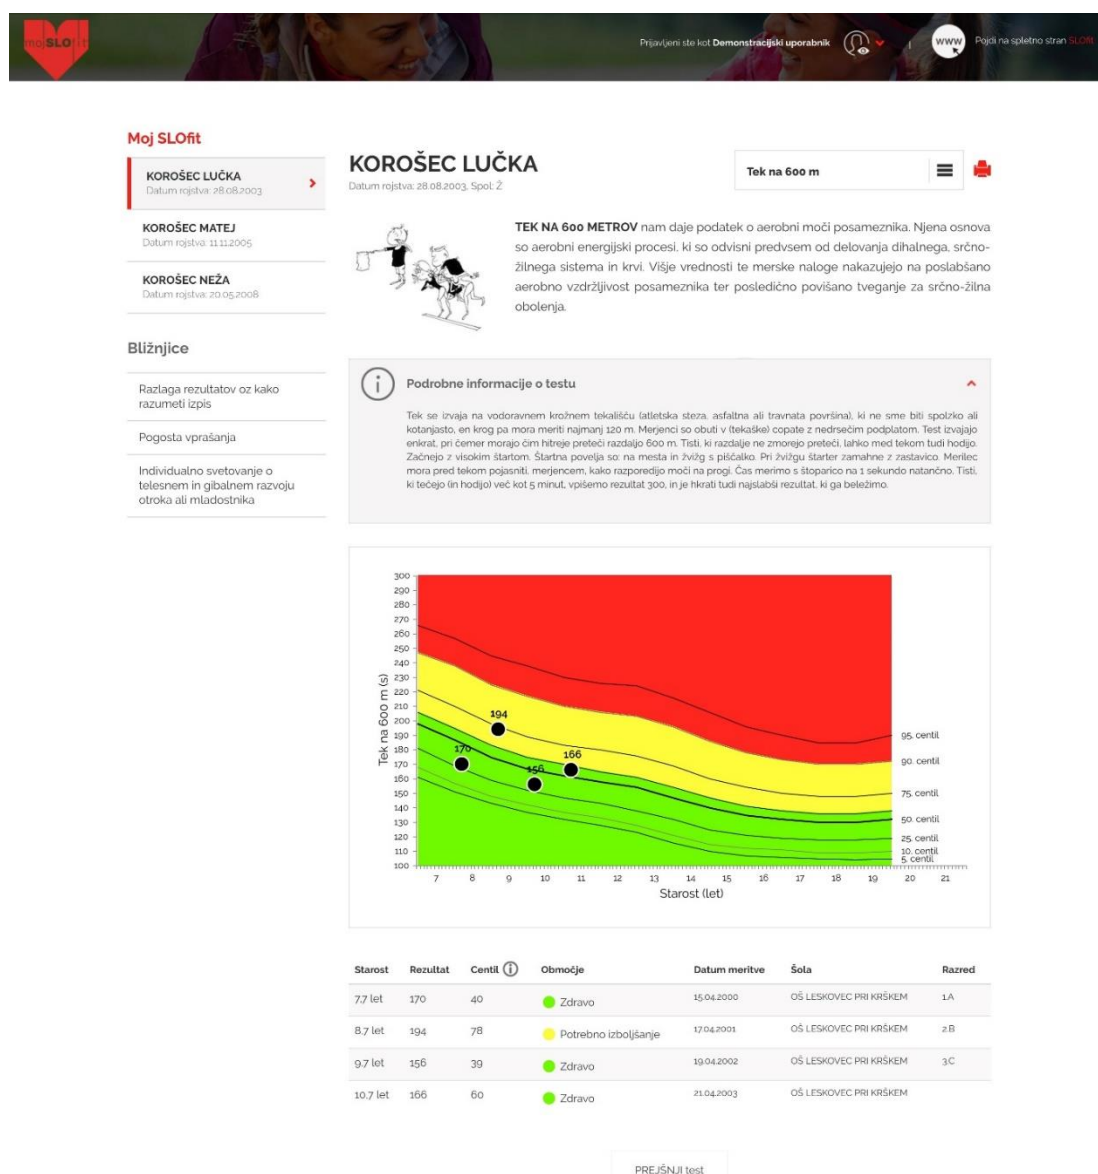 mojSLOfit
Prijavljeni ste kot Demonstracijski uporabnik
www
Pojdi na spletno stran SLOfit
Moj SLOfit
KOROŠEC LUČKA
Datum rojstva: 28.08.2003
KOROŠEC MATEJ
Datum rojstva: 11.11.2005
KOROŠEC NEŽA
Datum rojstva: 20.05.2008
Bližnjice
Razlaga rezultatov oz kako
razumeti izpis
Pogosta vprašanja
Individualno svetovanje o
telesnem in gibalnem razvoju
otroka ali mladostnika
KOROŠEC LUČKA
Datum rojstva: 28.08.2003, Spol: Ž
Tek na 600 m
TEK NA 600 METROV nam daje podatek o aerobni moči posameznika. Njena osnova
so aerobni energijski procesi, ki so odvisni predvsem od delovanja dihalnega, srčno-
žilnega sistema in krvi. Višje vrednosti te merske naloge nakazujejo na poslabšano
aerobno vzdržljivost posameznika ter posledično povišano tveganje za srčno-žilna
obolenja.
Podrobne informacije o testu
Tek se izvaja na vodoravnem krožnem tekališču (atletska steza, asfaltna ali travnata površina), ki ne sme biti spolzko ali
kotanjasto, en krog pa mora meriti najmanj 120 m. Merjenci so obuti v (tekaške) copate z nedrsečim podplatom. Test izvajajo
enkrat, pri čemer morajo čim hitreje preteči razdaljo 600 m. Tisti, ki razdalje ne zmorejo preteči, lahko med tekom tudi hodijo.
Začnejo z visokim štartom. Štartna povelja so: na mesta in žvižg s piščalko. Pri žvižgu štarter zamahne z zastavico. Merilec
mora pred tekom pojasniti, merjencem, kako razporedijo moči na progi. Čas merimo s štoparico na 1 sekundo natančno. Tisti,
ki tečejo (in hodijo) več kot 5 minut, vpišemo rezultat 300, in je hkrati tudi najslabši rezultat, ki ga beležimo.
Tek na 600 m (s)
300
290
280
270
260
250
240
230
220
210
200
190
180
170
160
150
140
130
120
110
100
170
194
156
166
95. centil
90. centil
75. centil
50. centil
25. centil
10. centil
5. centil
7 8 9 10 11 12 13 14 15 16 17 18 19 20 21
Starost (let)
Starost Rezultat Centil Območje Datum meritve Šola Razred
7,7 let 170 40 Zdravo 15.04.2000 OŠ LESKOVEC PRI KRŠKEM 1.A
8.7 let 194 78 Potrebno izboljšanje 17.04.2001 OŠ LESKOVEC PRI KRŠKEM 2.B
9.7 let 156 39 Zdravo 19.04.2002 OŠ LESKOVEC PRI KRŠKEM 3.C
10,7 let 166 60 Zdravo 21.04.2003 OŠ LESKOVEC PRI KRŠKEM
PREJŠNJI test